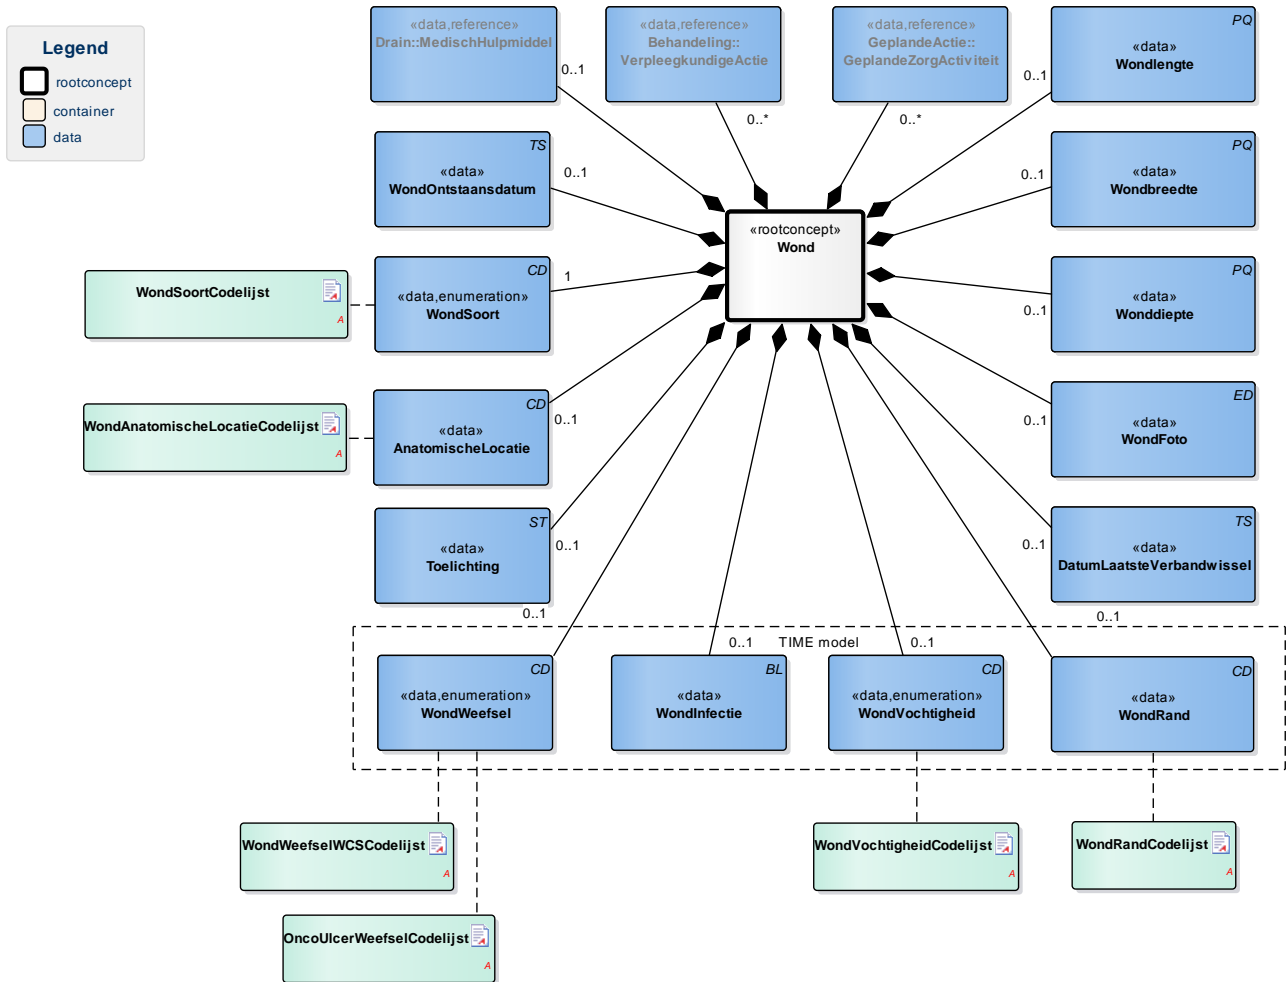 Legend
rootconcept
container
data
«data,reference»
Drain::MedischHulpmiddel
0..1
«data,reference»
Behandeling::
VerpleegkundigeActie
0..*
«data,reference»
GeplandeActie::
GeplandeZorgActiviteit
0..*
PQ
«data»
Wondlengte
0..1
TS
«data»
WondOntstaansdatum
0..1
PQ
«data»
Wondbreedte
0..1
«rootconcept»
Wond
CD
«data,enumeration»
WondSoort
1
WondSoortCodelijst
A
PQ
«data»
Wonddiepte
0..1
WondAnatomischeLocatieCodelijst
A
CD
«data»
AnatomischeLocatie
0..1
ED
«data»
WondFoto
0..1
ST
«data»
Toelichting
0..1
TS
«data»
DatumLaatsteVerbandwissel
0..1
0..1
0..1
TIME model
0..1
0..1
CD
«data,enumeration»
WondWeefsel
BL
«data»
WondInfectie
CD
«data,enumeration»
WondVochtigheid
CD
«data»
WondRand
WondWeefselWCSCodelijst
A
WondVochtigheidCodelijst
A
WondRandCodelijst
A
OncoUlcerWeefselCodelijst
A